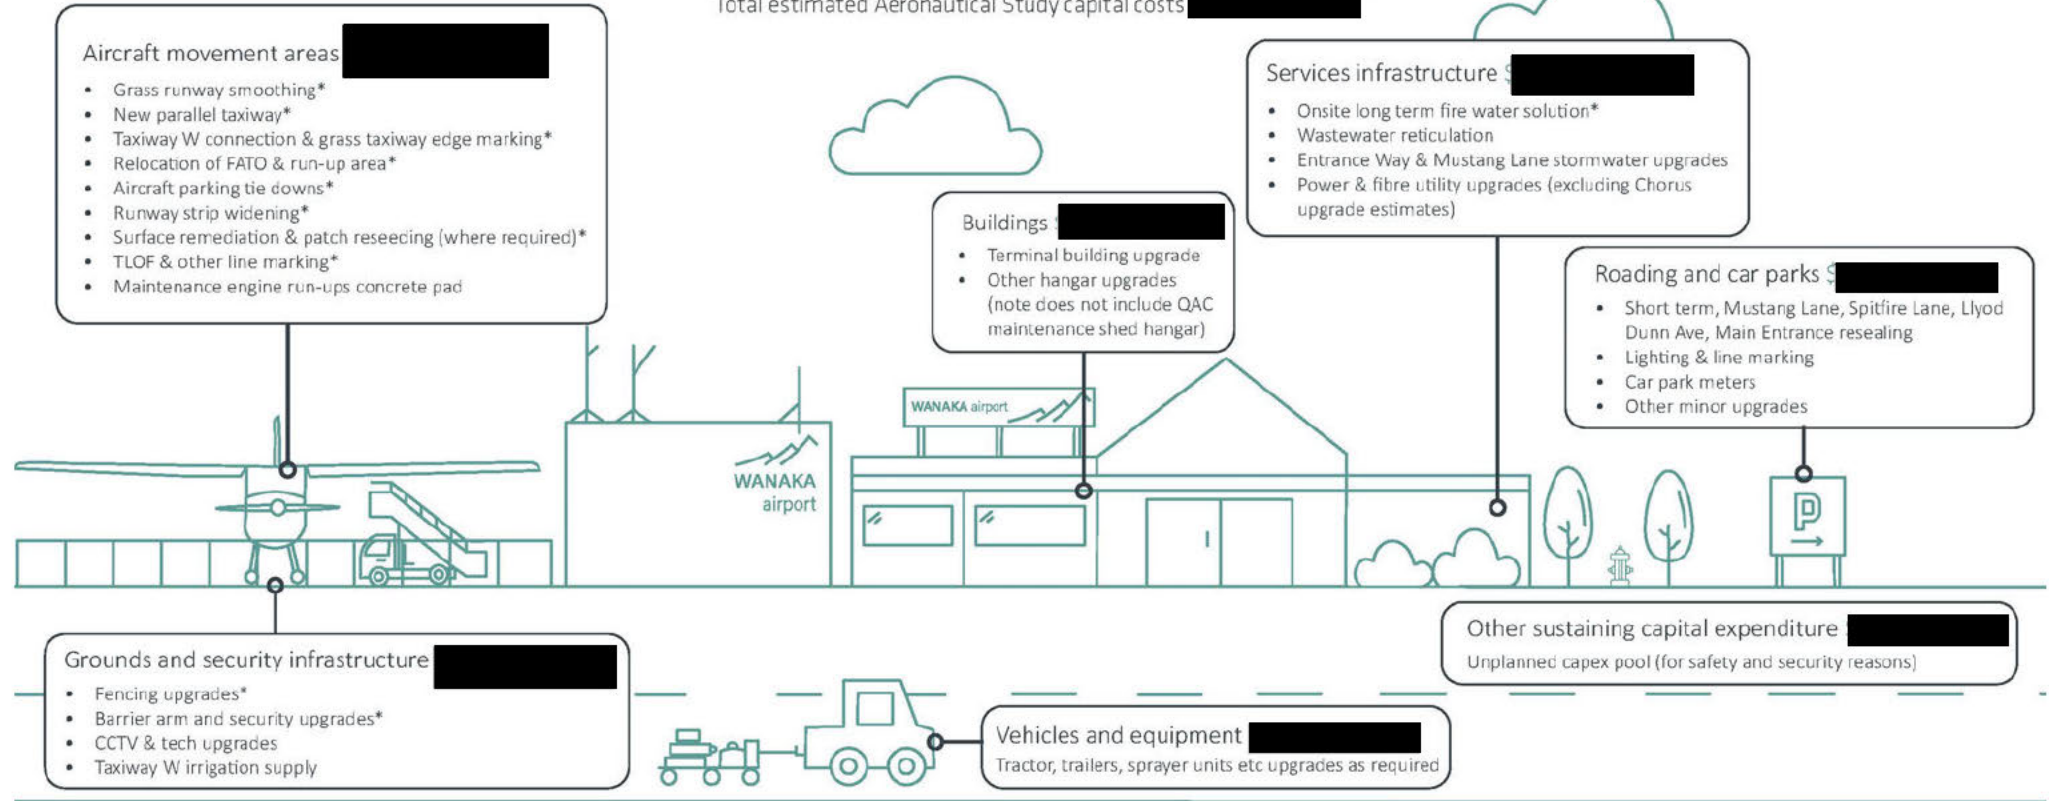 Total estimated Aeronautical Study capital costs
Aircraft movement areas
• Grass runway smoothing*
• New parallel taxiway*
• Taxiway W connection & grass taxiway edge marking*
• Relocation of FATO & run-up area*
• Aircraft parking tie downs*
• Runway strip widening*
• Surface remediation & patch reseeding (where required)*
• TLOF & other line marking*
• Maintenance engine run-ups concrete pad
Services infrastructure $
• Onsite long term fire water solution*
• Wastewater reticulation
• Entrance Way & Mustang Lane stormwater upgrades
• Power & fibre utility upgrades (excluding Chorus
upgrade estimates)
Buildings
• Terminal building upgrade
• Other hangar upgrades
(note does not include QAC
maintenance shed hangar)
Roading and car parks $
• Short term, Mustang Lane, Spitfire Lane, Llyod
Dunn Ave, Main Entrance resealing
• Lighting & line marking
• Car park meters
• Other minor upgrades
WANAKA airport
WANAKA
airport
P
Grounds and security infrastructure
• Fencing upgrades*
• Barrier arm and security upgrades*
• CCTV & tech upgrades
• Taxiway W irrigation supply
Other sustaining capital expenditure
Unplanned capex pool (for safety and security reasons)
Vehicles and equipment
Tractor, trailers, sprayer units etc upgrades as required